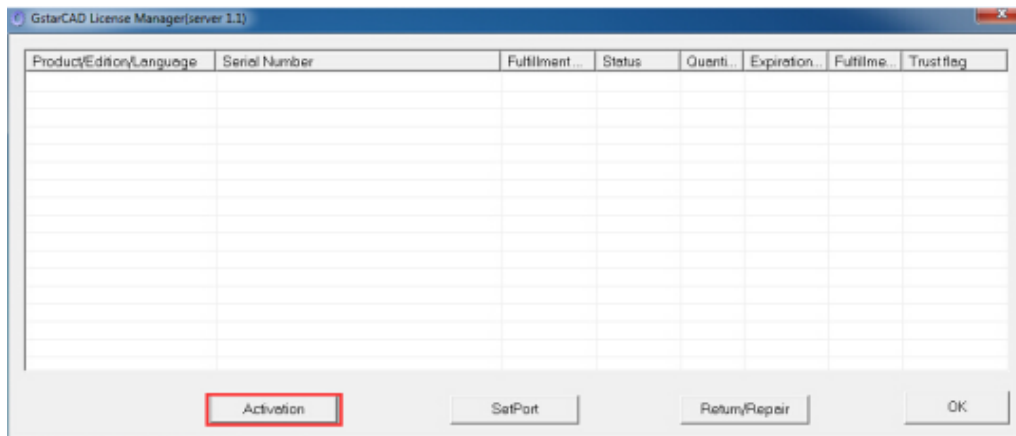 GstarCAD License Manager(server 1.1)
Product/Edition/Language Serial Number Fulfillment... Status Quanti... Expiration... Fulfillme... Trust flag
Activation SetPort Return/Repair OK